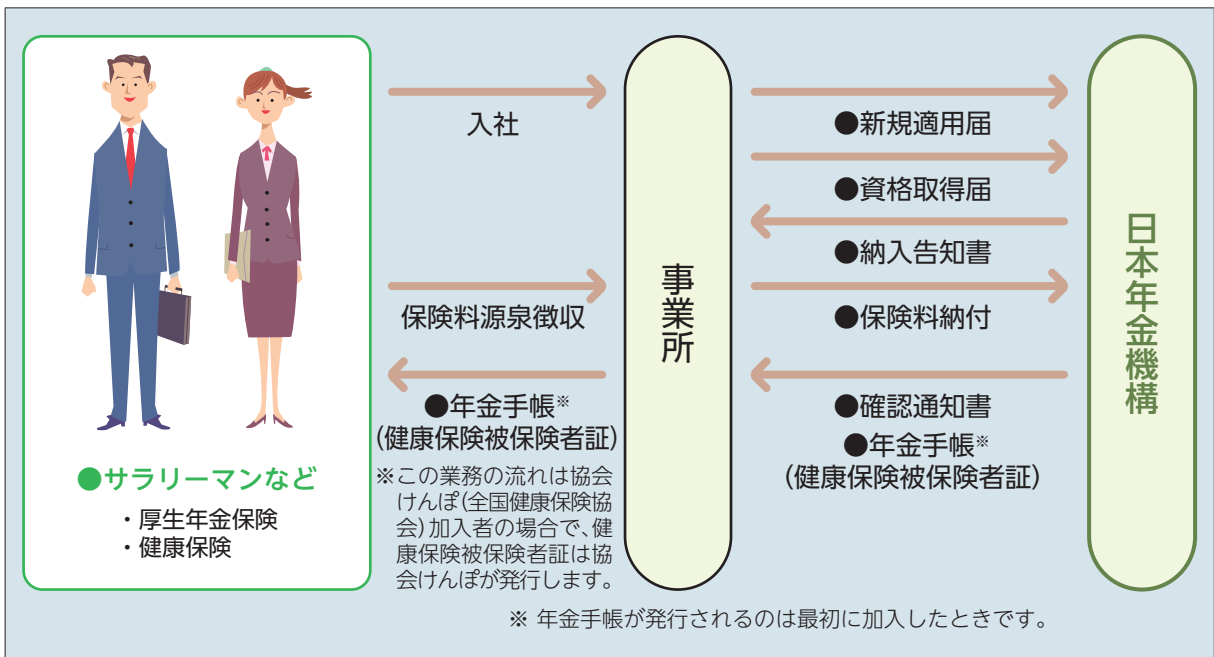 ●サラリーマンなど
・厚生年金保険
・健康保険
入社
保険料源泉徴収
●年金手帳※
(健康保険被保険者証)
※この業務の流れは協会
けんぽ(全国健康保険協
会)加入者の場合で、健
康保険被保険者証は協
会けんぽが発行します。
事業所
●新規適用届
●資格取得届
●納入告知書
●保険料納付
●確認通知書
●年金手帳※
(健康保険被保険者証)
日本年金機構
※ 年金手帳が発行されるのは最初に加入したときです。